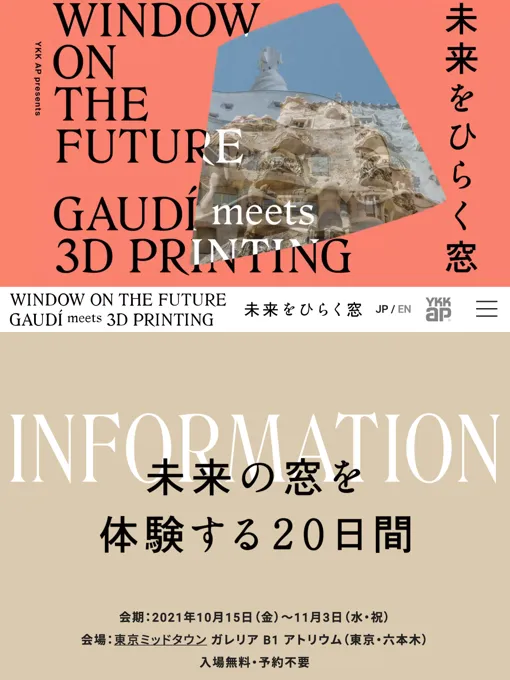 WINDOW
ON
THE
FUTURE
GAUDÍ meets
3D PRINTING
YKK AP presents
未来をひらく窓
WINDOW ON THE FUTURE
GAUDÍ meets 3D PRINTING
未来をひらく窓
JP / EN
YKK
ap
INFORMATION
未来の窓を
体験する20日間
会期：2021年10月15日（金）〜11月3日（水・祝）
会場：東京ミッドタウン ガレリア B1 アトリウム（東京・六本木）
入場無料・予約不要